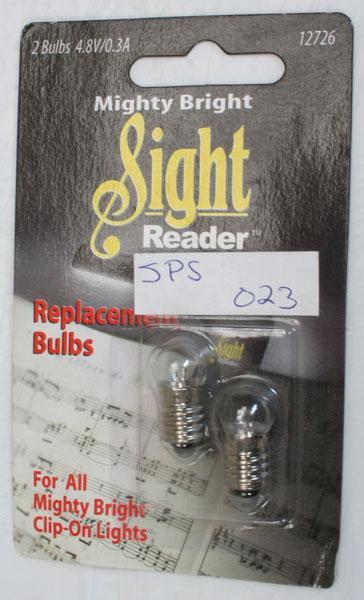 2 Bulbs 4.8V/0.3A 12726
Mighty Bright
Sight
Reader™
SPS
023
Replacement
Bulbs
Sight
For All
Mighty Bright
Clip-On Lights